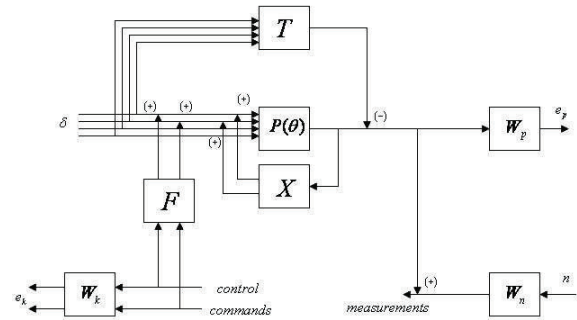 T
(+)
(+)
(+)
(-)
δ
P(θ)
W_p
e_p
(+)
X
F
e_k
W_k
control
commands
(+)
measurements
W_n
n